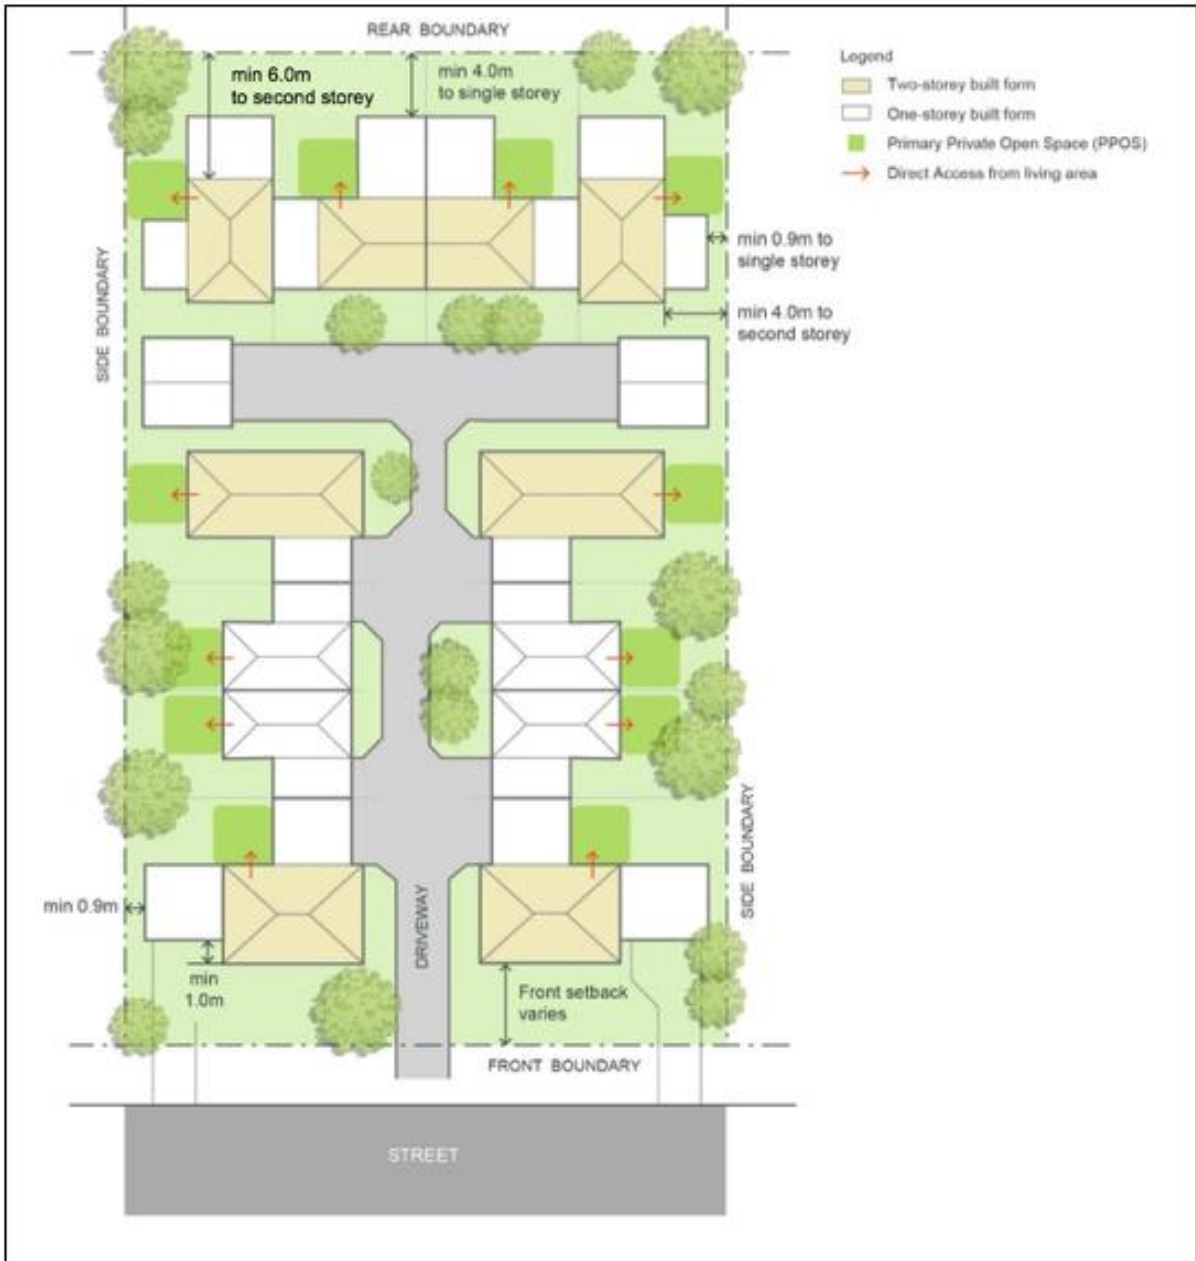 REAR BOUNDARY
min 6.0m
to second storey
min 4.0m
to single storey
Legend
Two-storey built form
One-storey built form
Primary Private Open Space (PPOS)
Direct Access from living area
SIDE BOUNDARY
min 0.9m to
single storey
min 4.0m to
second storey
SIDE BOUNDARY
min 0.9m
DRIVEWAY
min
1.0m
Front setback
varies
FRONT BOUNDARY
STREET